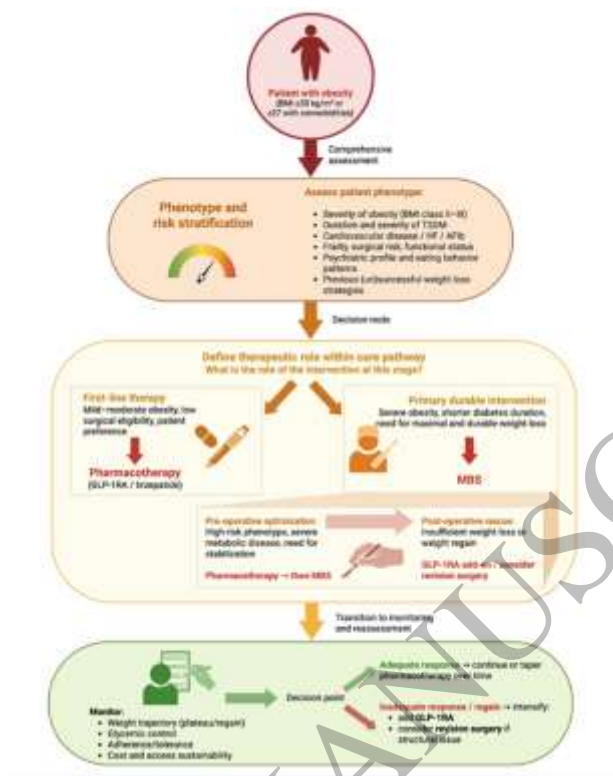 Patient with obesity
(BMI ≥30 kg/m² or
≥27 with comorbidities)
Comprehensive
assessment
Phenotype and
risk stratification
Assess patient phenotype:
• Severity of obesity (BMI class II–III)
• Duration and severity of T2DM
• Cardiovascular disease / HF / AFib
• Frailty, surgical risk, functional status
• Psychiatric profile and eating behavior
patterns
• Previous (un)successful weight loss
strategies
Decision node
Define therapeutic role within care pathway
What is the role of the intervention at this stage?
First-line therapy
Mild–moderate obesity, low
surgical eligibility, patient
preference
Pharmacotherapy
(GLP-1RA / tirzepatide)
Primary durable intervention
Severe obesity, shorter diabetes duration,
need for maximal and durable weight loss
MBS
Pre-operative optimization
High-risk phenotype, severe
metabolic disease, need for
stabilization
Pharmacotherapy → then MBS
Post-operative rescue
Insufficient weight loss or
weight regain
GLP-1RA add-on / consider
revision surgery
Transition to monitoring
and reassessment
Monitor:
• Weight trajectory (plateau/regain)
• Glycemic control
• Adherence/tolerance
• Cost and access sustainability
Decision point
Adequate response → continue or taper
pharmacotherapy over time
Inadequate response / regain → intensify:
• add GLP-1RA
• consider revision surgery if
structural issue
MANUSC